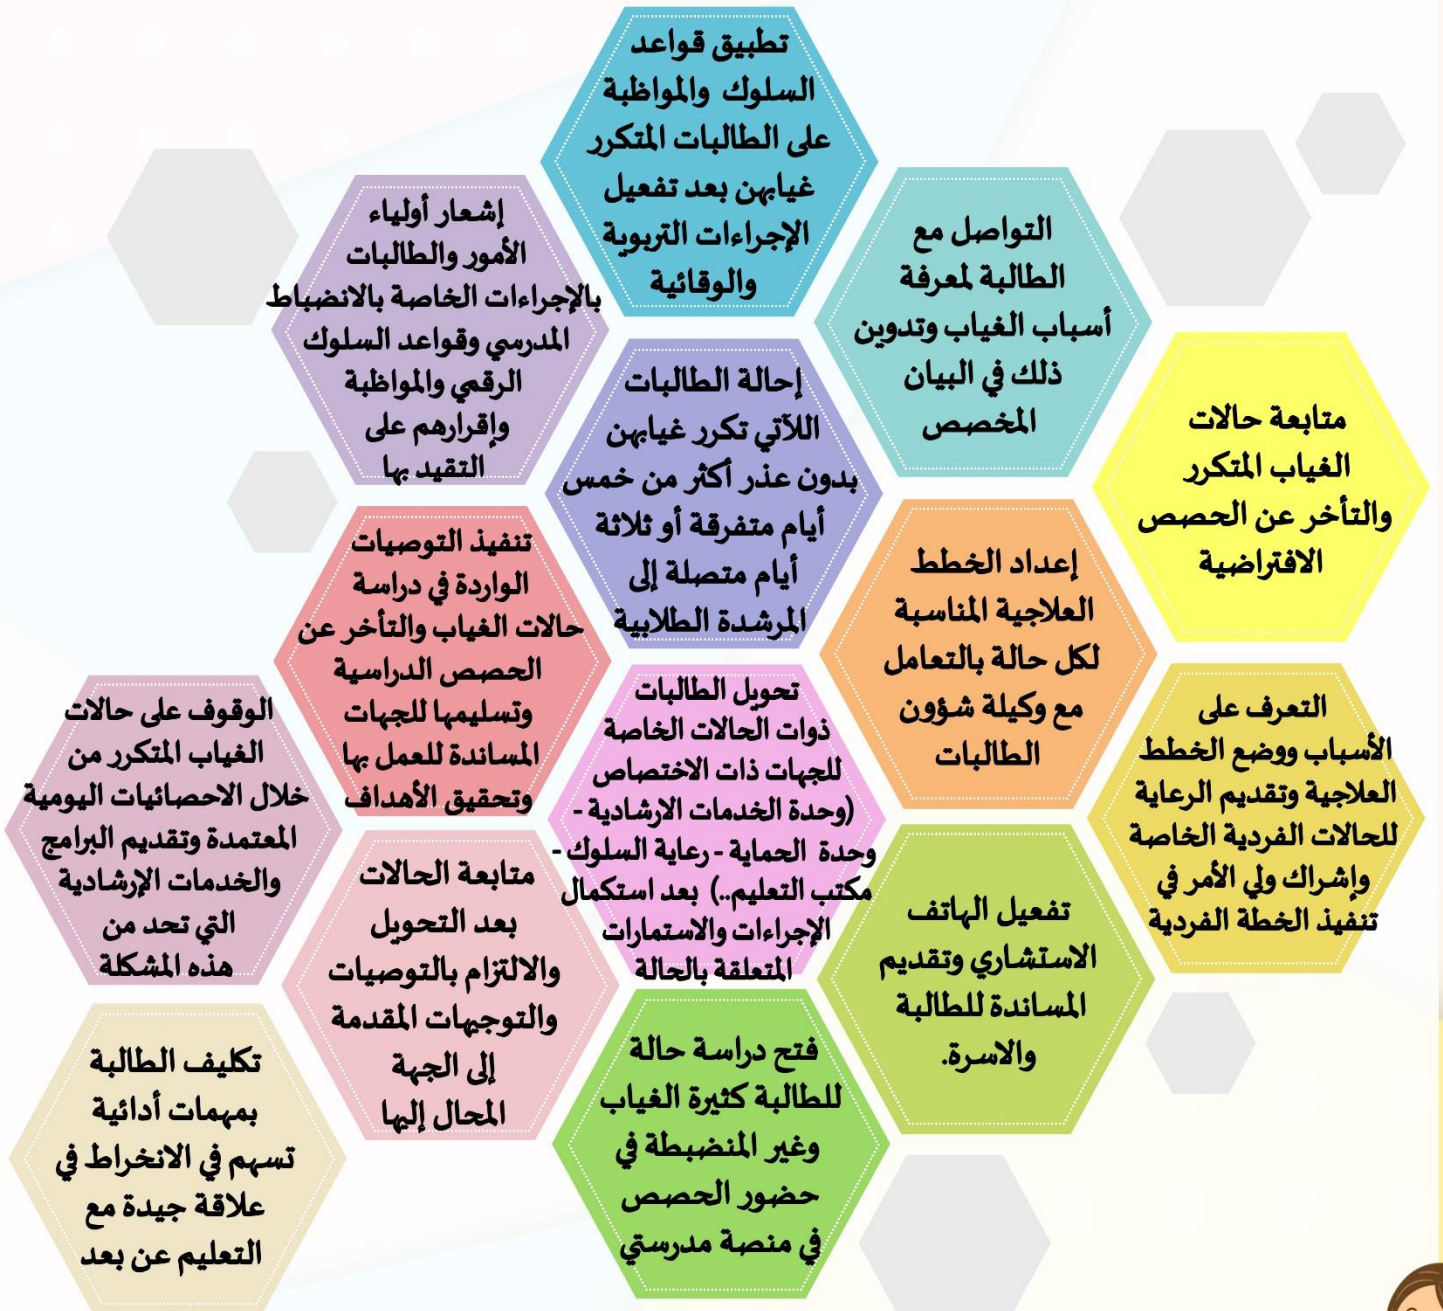 تطبيق قواعد
السلوك والمواظبة
على الطالبات المتكرر
غيابهن بعد تفعيل
الإجراءات التربوية
والوقائية
التواصل مع
الطالبة لمعرفة
أسباب الغياب وتدوين
ذلك في البيان
المخصص
إشعار أولياء
الأمور والطالبات
بالإجراءات الخاصة بالانضباط
المدرسي وقواعد السلوك
الرقمي والمواظبة
وإقرارهم على
التقيد بها
متابعة حالات
الغياب المتكرر
والتأخر عن الحصص
الافتراضية
إحالة الطالبات
اللآتي تكرر غيابهن
بدون عذر أكثر من خمس
أيام متفرقة أو ثلاثة
أيام متصلة إلى
المرشدة الطلابية
إعداد الخطط
العلاجية المناسبة
لكل حالة بالتعامل
مع وكيلة شؤون
الطالبات
تنفيذ التوصيات
الواردة في دراسة
حالات الغياب والتأخر عن
الحصص الدراسية
وتسليمها للجهات
المساندة للعمل بها
وتحقيق الأهداف
التعرف على
الأسباب ووضع الخطط
العلاجية وتقديم الرعاية
للحالات الفردية الخاصة
وإشراك ولي الأمر في
تنفيذ الخطة الفردية
تحويل الطالبات
ذوات الحالات الخاصة
للجهات ذات الاختصاص
(وحدة الخدمات الارشادية -
وحدة الحماية - رعاية السلوك -
مكتب التعليم..) بعد استكمال
الإجراءات والاستمارات
المتعلقة بالحالة
الوقوف على حالات
الغياب المتكرر من
خلال الاحصائيات اليومية
المعتمدة وتقديم البرامج
والخدمات الإرشادية
التي تحد من
هذه المشكلة
تفعيل الهاتف
الاستشاري وتقديم
المساندة للطالبة
والاسرة.
متابعة الحالات
بعد التحويل
والالتزام بالتوصيات
والتوجيهات المقدمة
إلى الجهة
المحال إليها
فتح دراسة حالة
للطالبة كثيرة الغياب
وغير المنضبطة في
حضور الحصص
في منصة مدرستي
تكليف الطالبة
بمهمات أدائية
تسهم في الانخراط في
علاقة جيدة مع
التعليم عن بعد